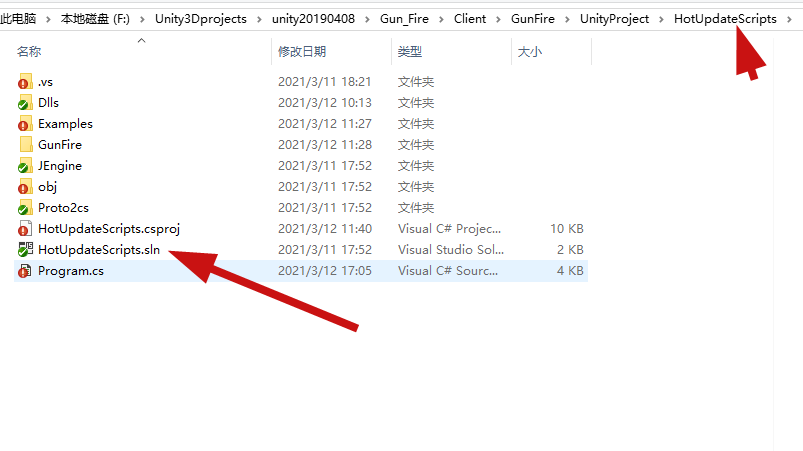 此电脑 > 本地磁盘 (F:) > Unity3Dprojects > unity20190408 > Gun_Fire > Client > GunFire > UnityProject > HotUpdateScripts >
名称 修改日期 类型 大小
.vs 2021/3/11 18:21 文件夹
Dlls 2021/3/12 10:13 文件夹
Examples 2021/3/12 11:27 文件夹
GunFire 2021/3/12 11:28 文件夹
JEngine 2021/3/11 17:52 文件夹
obj 2021/3/11 17:52 文件夹
Proto2cs 2021/3/11 17:52 文件夹
HotUpdateScripts.csproj 2021/3/12 11:40 Visual C# Projec... 10 KB
HotUpdateScripts.sln 2021/3/11 17:52 Visual Studio Sol... 2 KB
Program.cs 2021/3/12 17:05 Visual C# Sourc... 4 KB